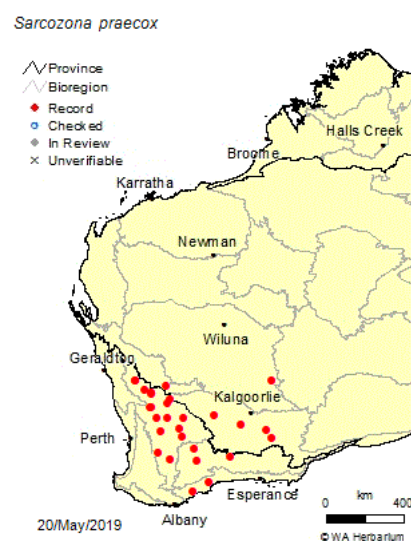 Sarcozona praecox
Province
Bioregion
Record
Checked
In Review
Unverifiable
Halls Creek
Broome
Karratha
Newman
Wiluna
Geraldton
Kalgoorlie
Perth
Esperance
Albany
0 km 400
20/May/2019
© WA Herbarium